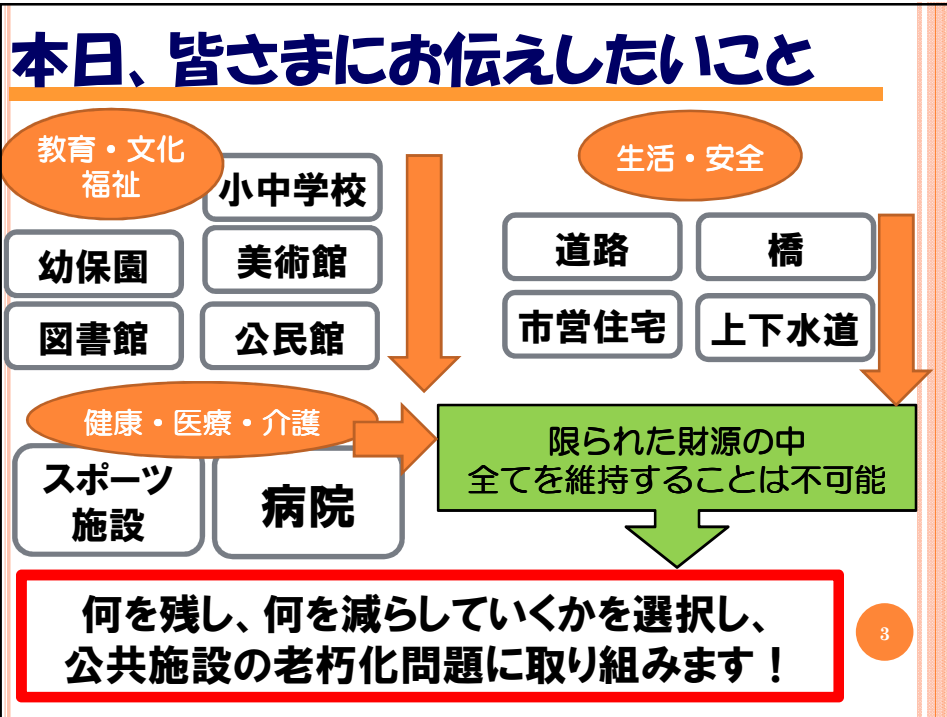 本日、皆さまにお伝えしたいこと
教育・文化
福祉
小中学校
幼保園
美術館
図書館
公民館
生活・安全
道路
橋
市営住宅
上下水道
健康・医療・介護
スポーツ
施設
病院
限られた財源の中
全てを維持することは不可能
何を残し、何を減らしていくかを選択し、
公共施設の老朽化問題に取り組みます！
3